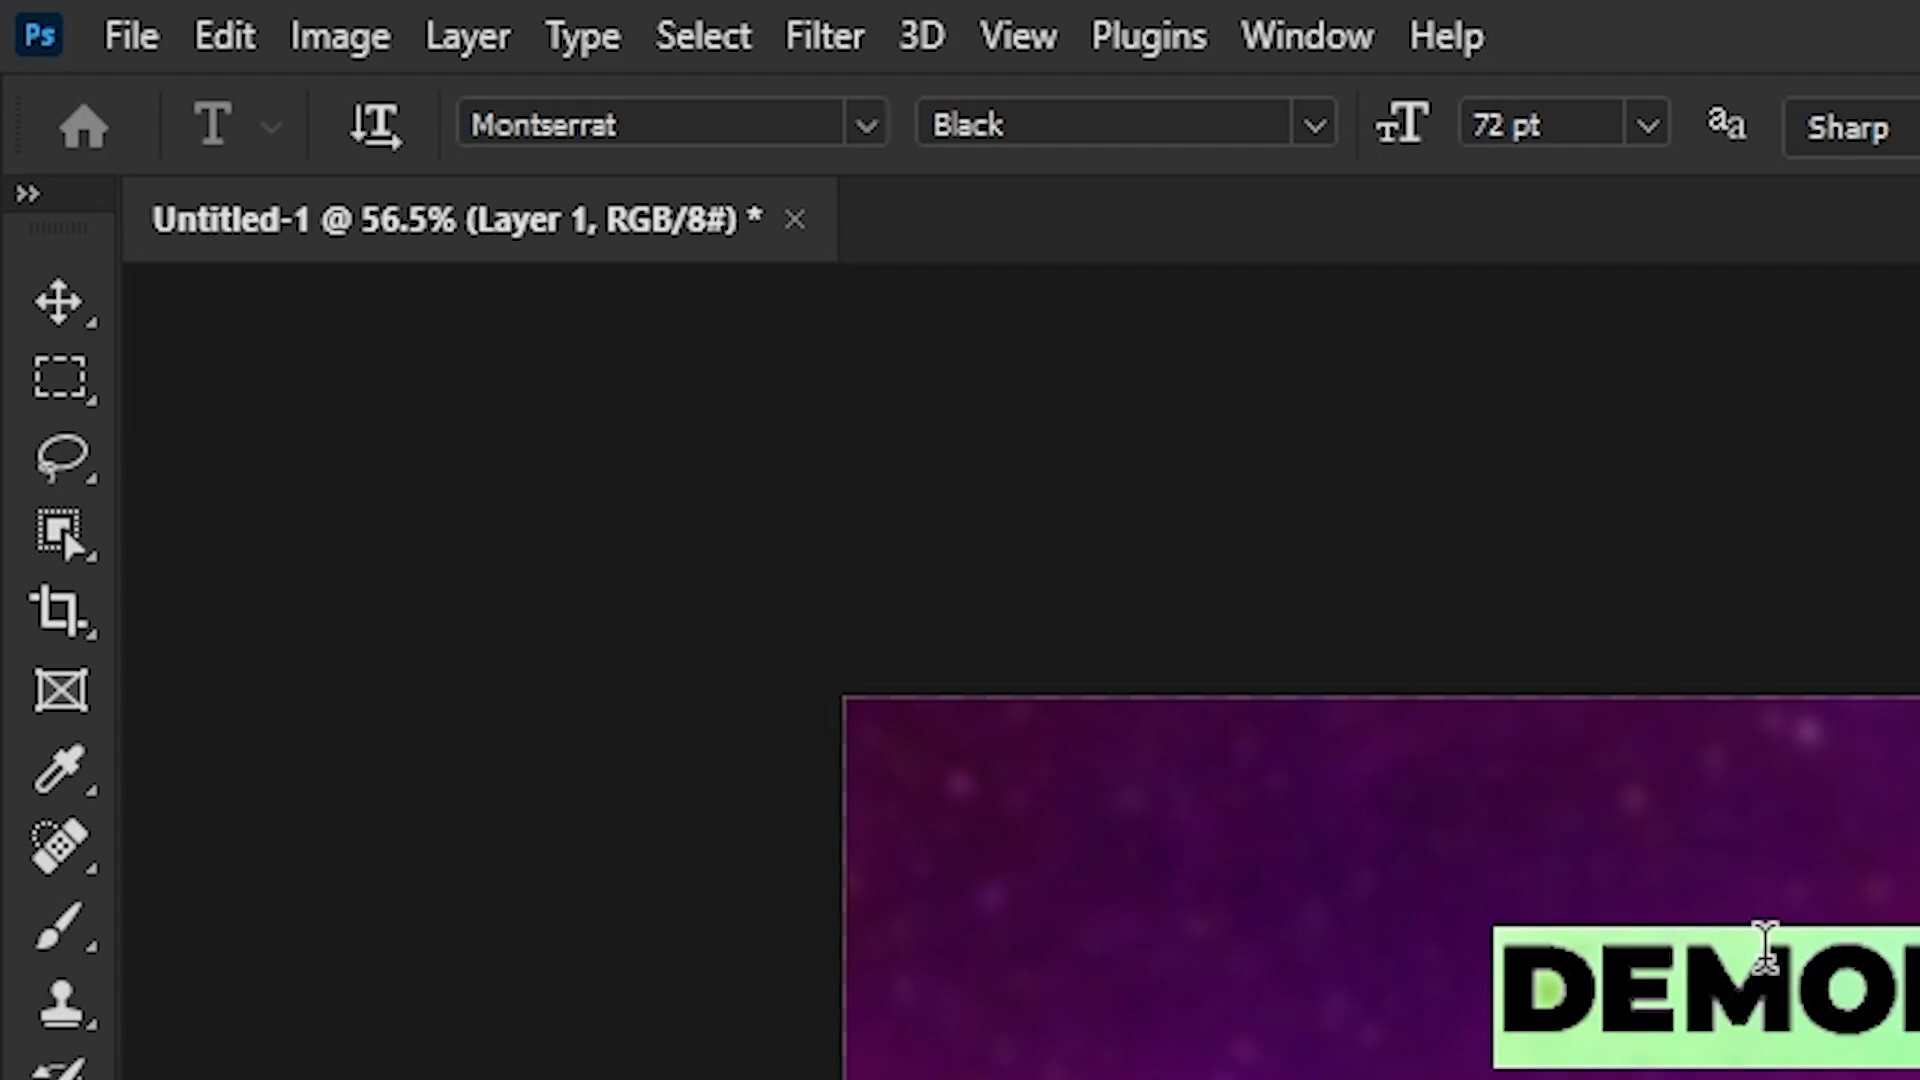 Ps File Edit Image Layer Type Select Filter 3D View Plugins Window Help
Montserrat Black 72 pt Sharp
Untitled-1 @ 56.5% (Layer 1, RGB/8#) *
DEMO